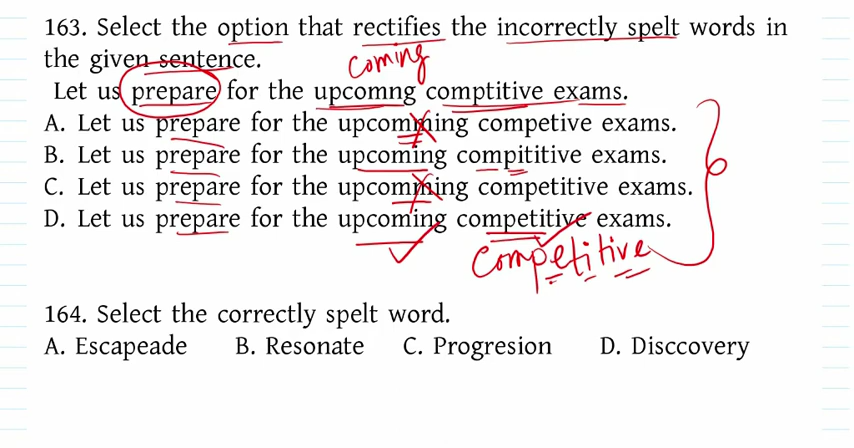 163. Select the option that rectifies the incorrectly spelt words in
the given sentence.
coming
Let us prepare for the upcomng comptitive exams.
A. Let us prepare for the upcomming competive exams.
B. Let us prepare for the upcoming compititive exams.
C. Let us prepare for the upcomming competitive exams.
D. Let us prepare for the upcoming competitive exams.
competitive
164. Select the correctly spelt word.
A. Escapeade B. Resonate C. Progresion D. Disccovery